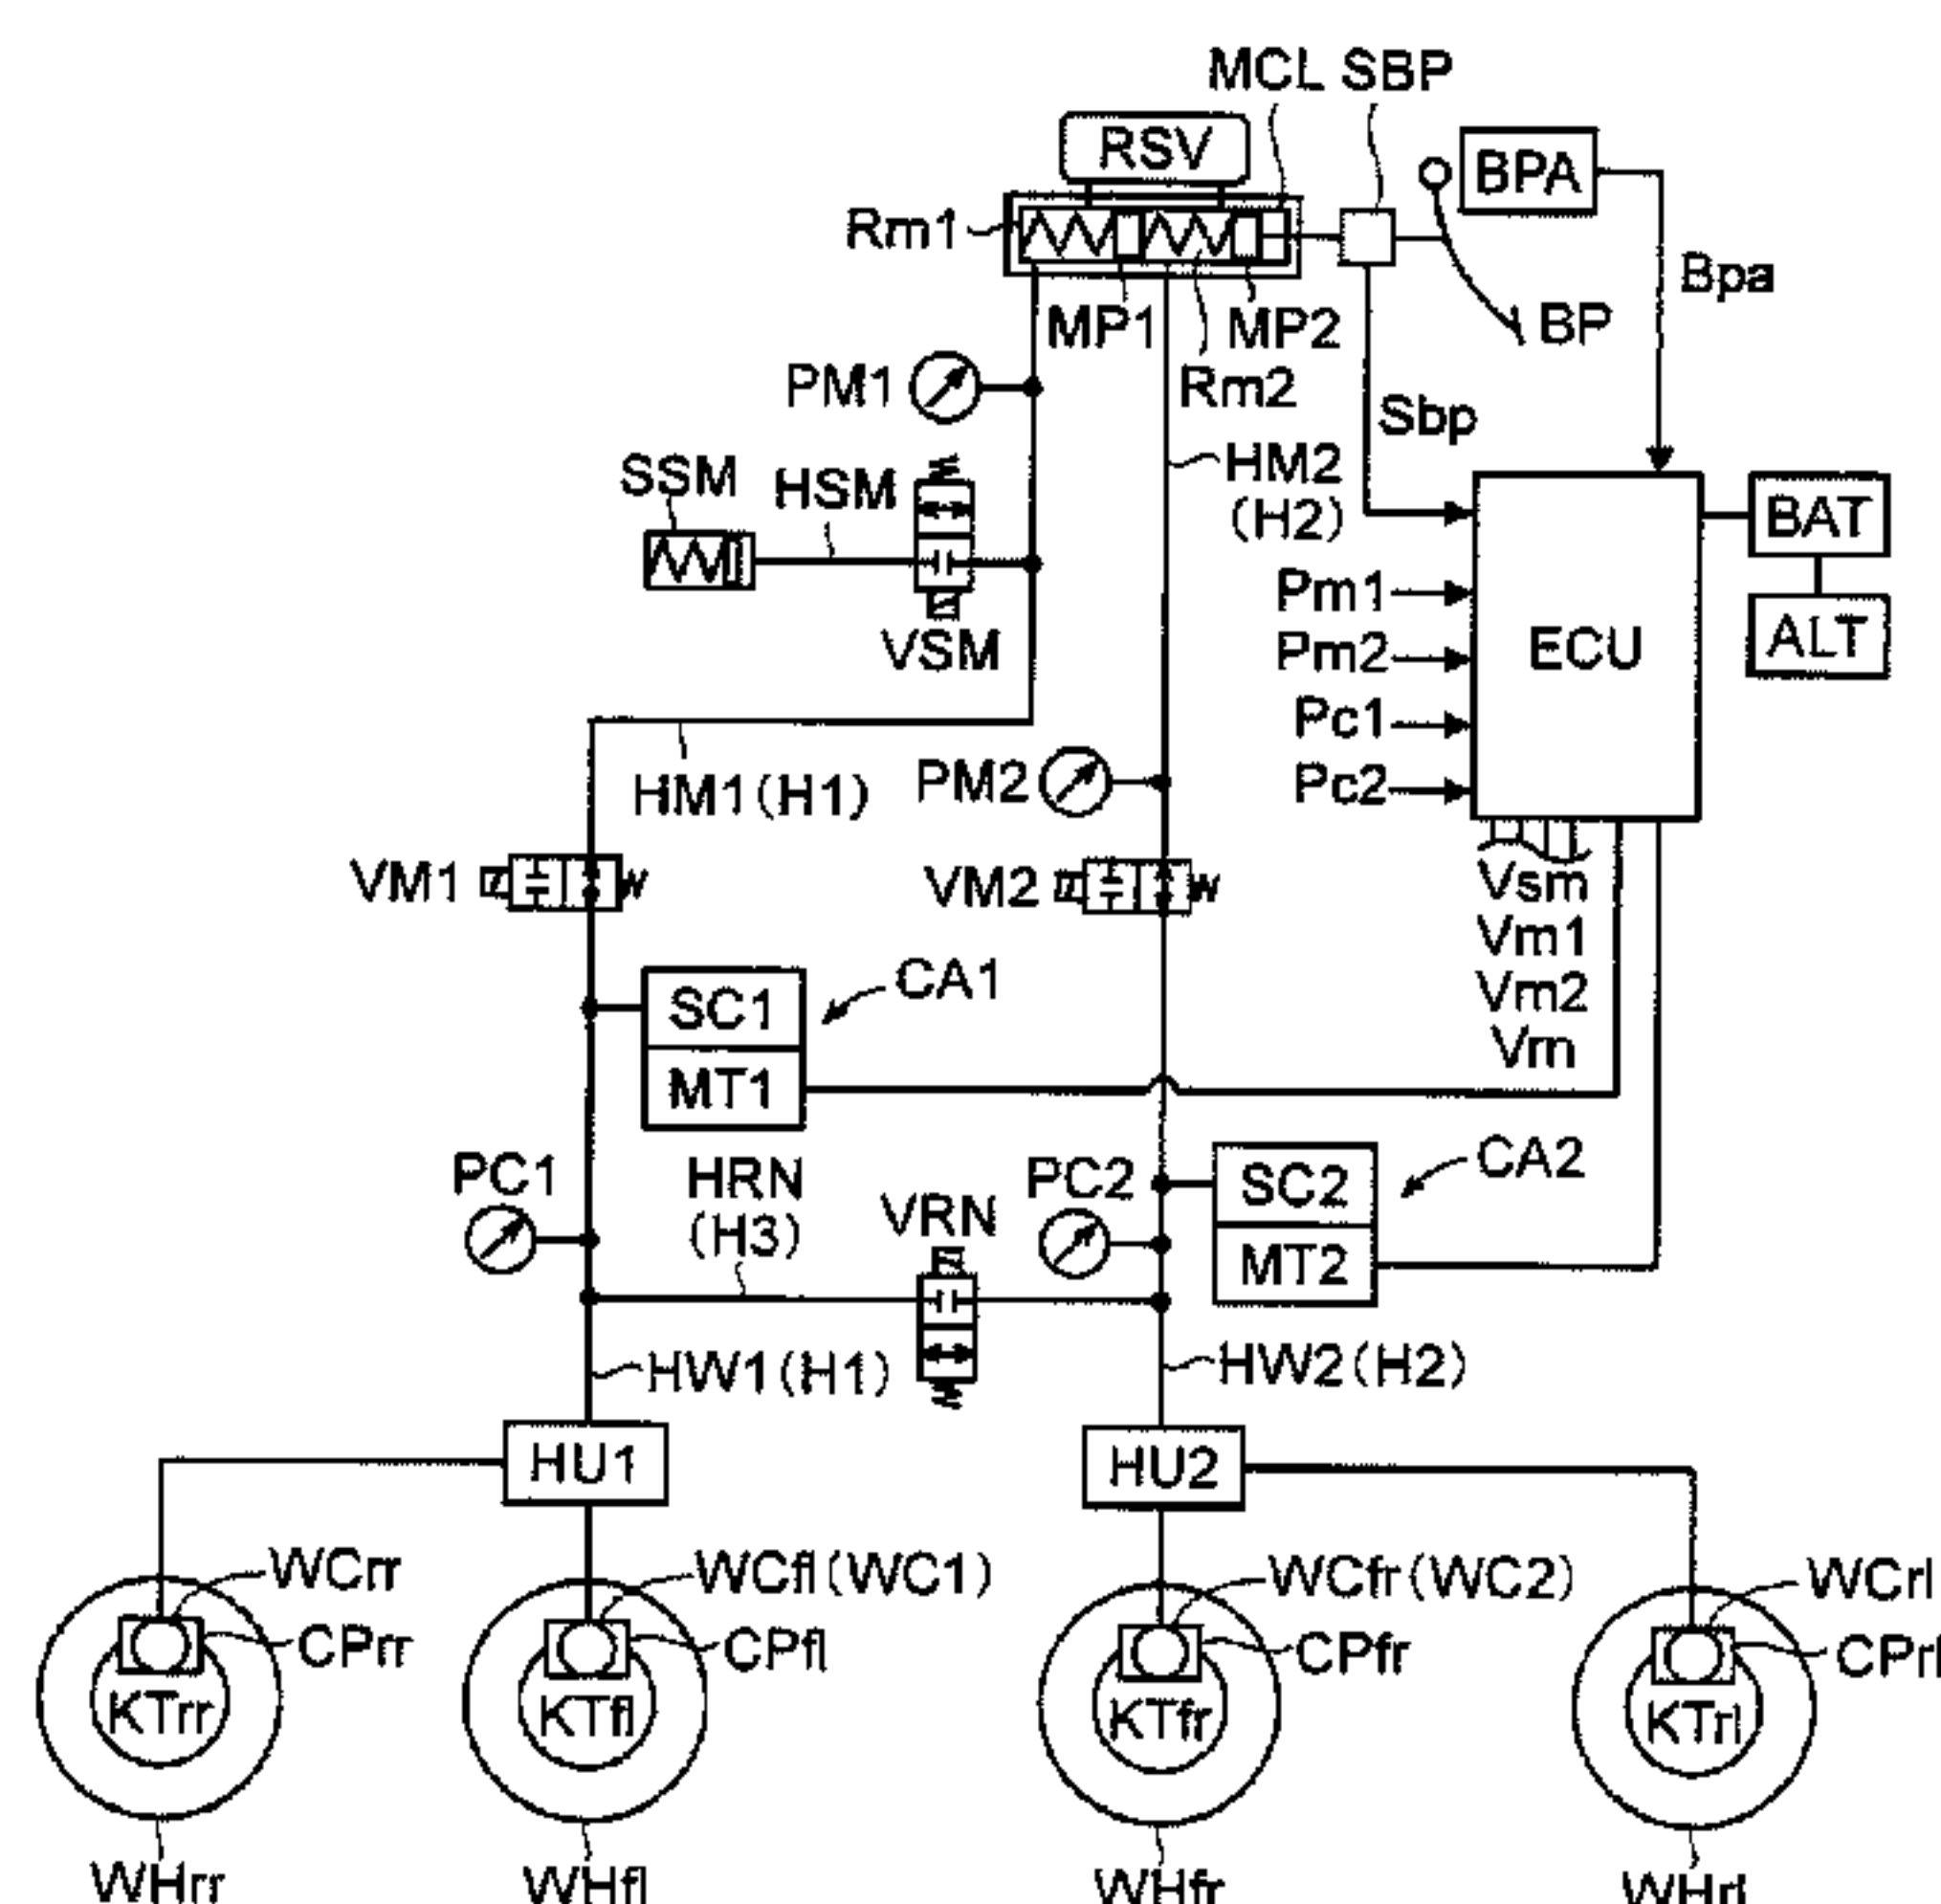 MCL SBP
RSV
BPA
Rm1
Bpa
MP1
MP2
BP
PM1
Rm2
Sbp
SSM
HSM
HM2
(H2)
BAT
Pm1
VSM
Pm2
ECU
ALT
Pc1
HM1(H1)
PM2
Pc2
VM1
VM2
Vsm
Vm1
CA1
SC1
Vm2
Vrn
MT1
PC1
HRN
(H3)
VRN
PC2
SC2
CA2
MT2
HW1(H1)
HW2(H2)
HU1
HU2
WCrr
WCfl(WC1)
WCfr(WC2)
WCrl
CPrr
CPfl
CPfr
CPrl
KTrr
KTfl
KTfr
KTrl
WHrr
WHfl
WHfr
WHrl